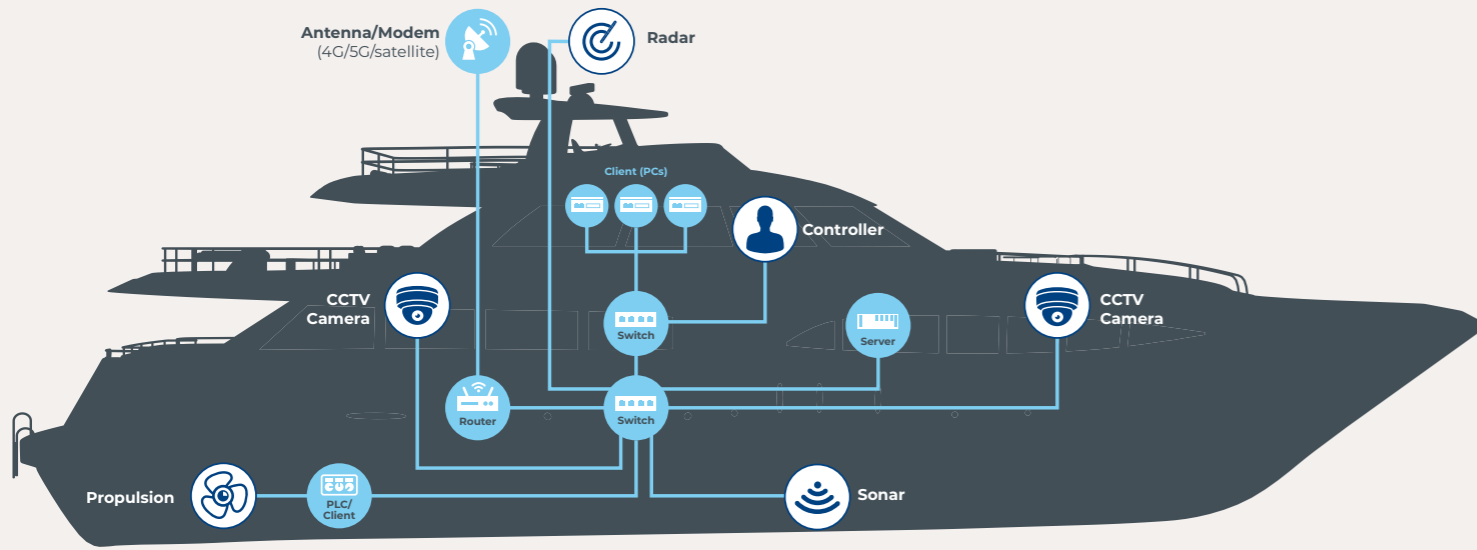 Antenna/Modem
(4G/5G/satellite)
Radar
Client (PCs)
Controller
CCTV
Camera
CCTV
Camera
Switch
Server
Router
Switch
Propulsion
PLC/
Client
Sonar